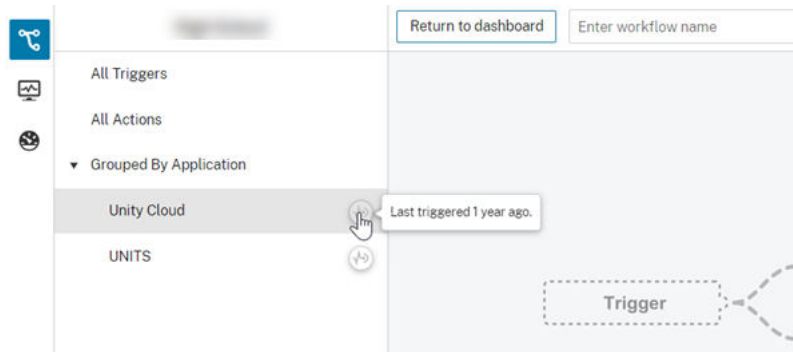 Return to dashboard
Enter workflow name
All Triggers
All Actions
Grouped By Application
Unity Cloud
Last triggered 1 year ago.
UNITS
Trigger